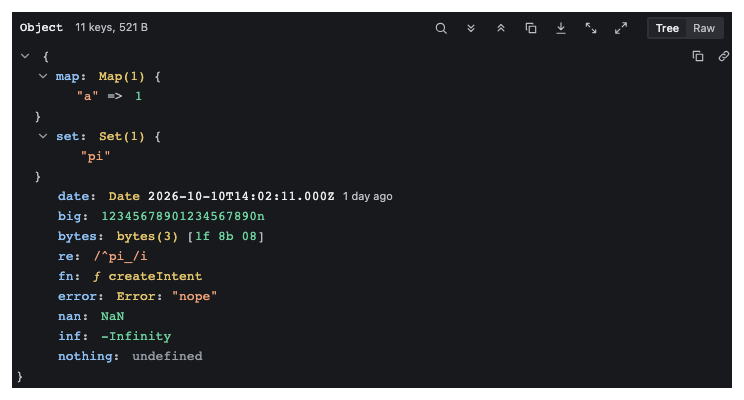 Object 11 keys, 521 B Tree Raw
{
map: Map(1) {
"a" => 1
}
set: Set(1) {
"pi"
}
date: Date 2026-10-10T14:02:11.000Z 1 day ago
big: 12345678901234567890n
bytes: bytes(3) [1f 8b 08]
re: /^pi_/i
fn: ƒ createIntent
error: Error: "nope"
nan: NaN
inf: -Infinity
nothing: undefined
}